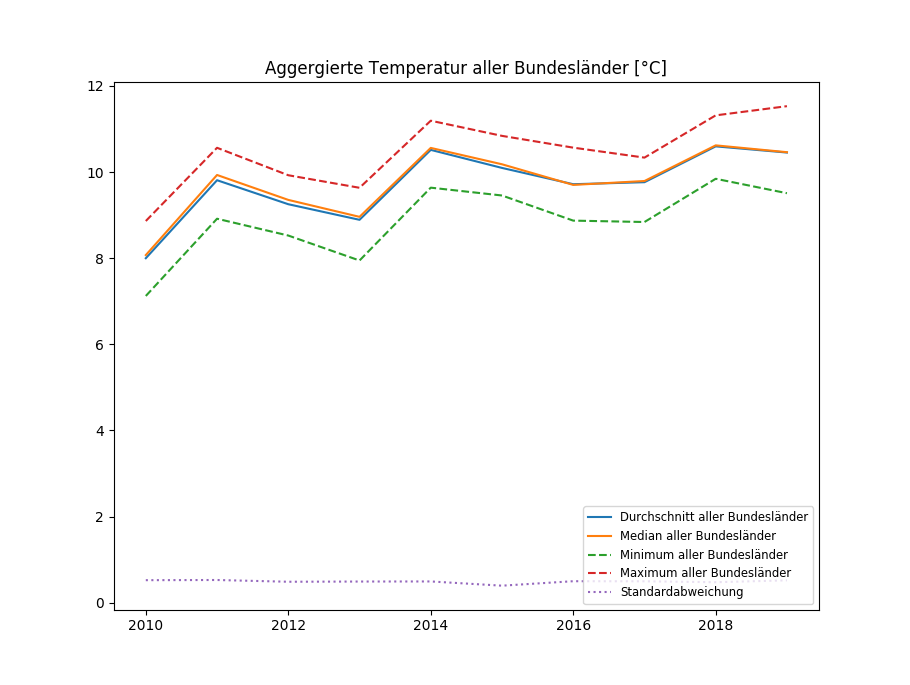 Aggergierte Temperatur aller Bundesländer [°C]
12
10
8
6
4
2
0
Durchschnitt aller Bundesländer
Median aller Bundesländer
Minimum aller Bundesländer
Maximum aller Bundesländer
Standardabweichung
2010 2012 2014 2016 2018